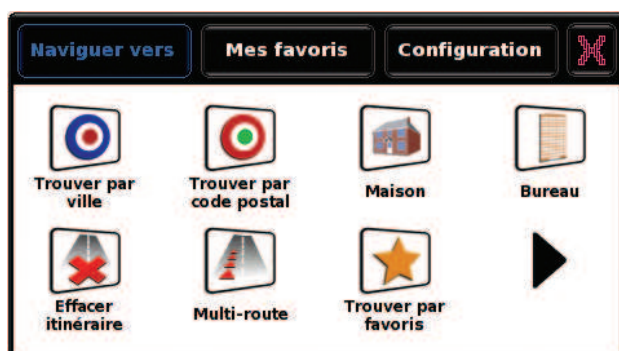 Naviguer vers
Mes favoris
Configuration
Trouver par
ville
Trouver par
code postal
Maison
Bureau
Effacer
itinéraire
Multi-route
Trouver par
favoris